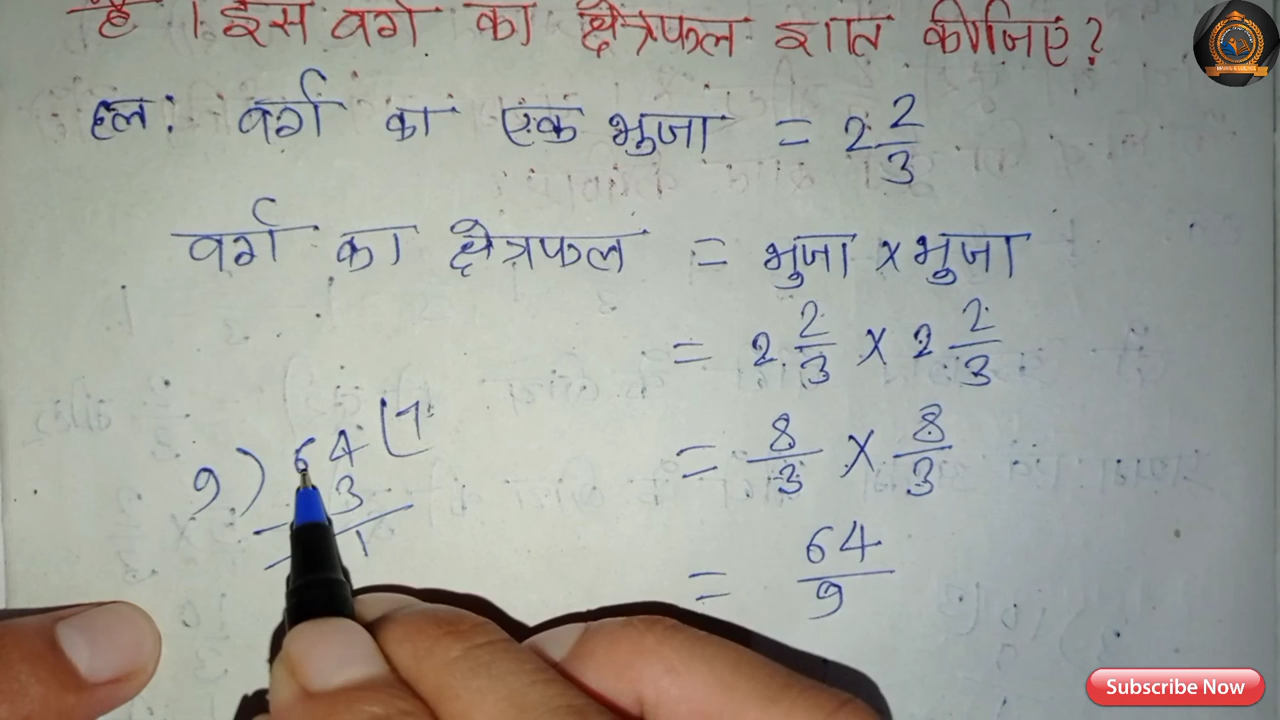 है । इस वर्ग का क्षेत्रफल ज्ञात कीजिए ?
हल : वर्ग का एक भुजा = 2 2/3
वर्ग का क्षेत्रफल = भुजा × भुजा
= 2 2/3 × 2 2/3
= 8/3 × 8/3
= 64/9
9 ) 64 ( 7
3
1
Subscribe Now